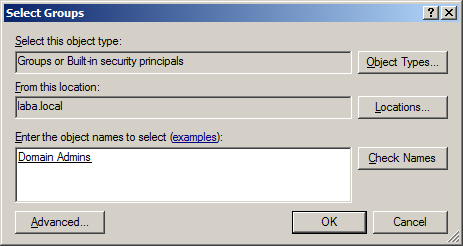 Select Groups
Select this object type:
Groups or Built-in security principals
Object Types...
From this location:
laba.local
Locations...
Enter the object names to select (examples):
Domain Admins
Check Names
Advanced...
OK
Cancel